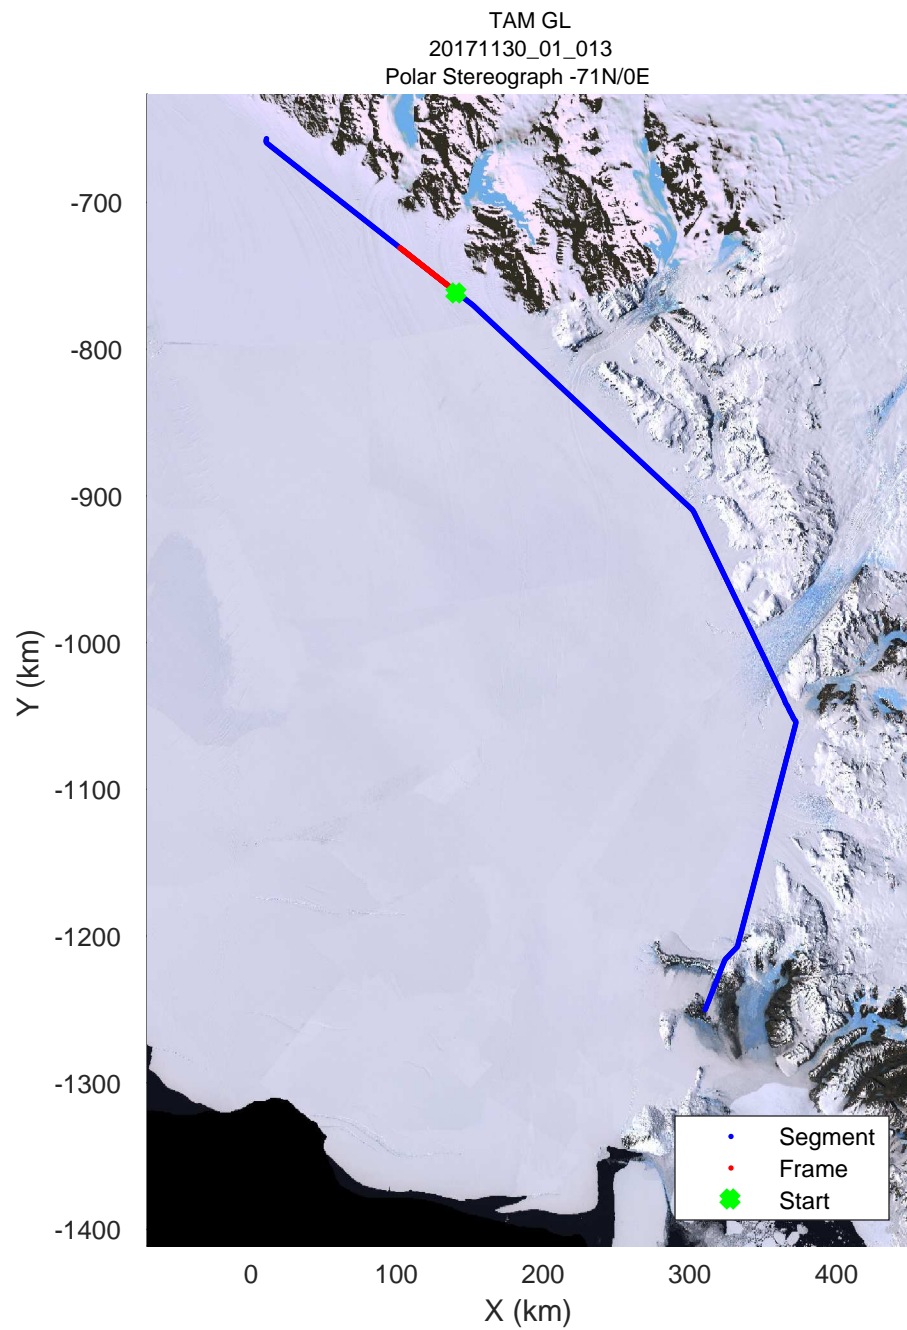 TAM GL
20171130_01_013
Polar Stereograph -71N/0E
-700
-800
-900
-1000
-1100
-1200
-1300
-1400
Y (km)
0 100 200 300 400
X (km)
Segment
Frame
Start